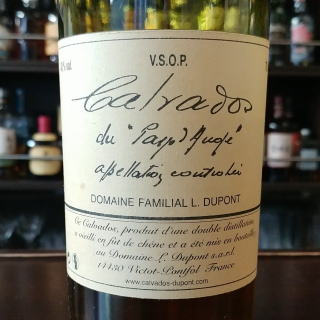 V.S.O.P.
Calvados
du "Pays d'Auge"
appellation contrôlée
DOMAINE FAMILIAL L. DUPONT
Ce Calvados, produit d'une double distillation
a vieilli en fût de chêne et a été mis en bouteille
au Domaine L. Dupont s.a.r.l.
14430 Victot-Pontfol France
www.calvados-dupont.com